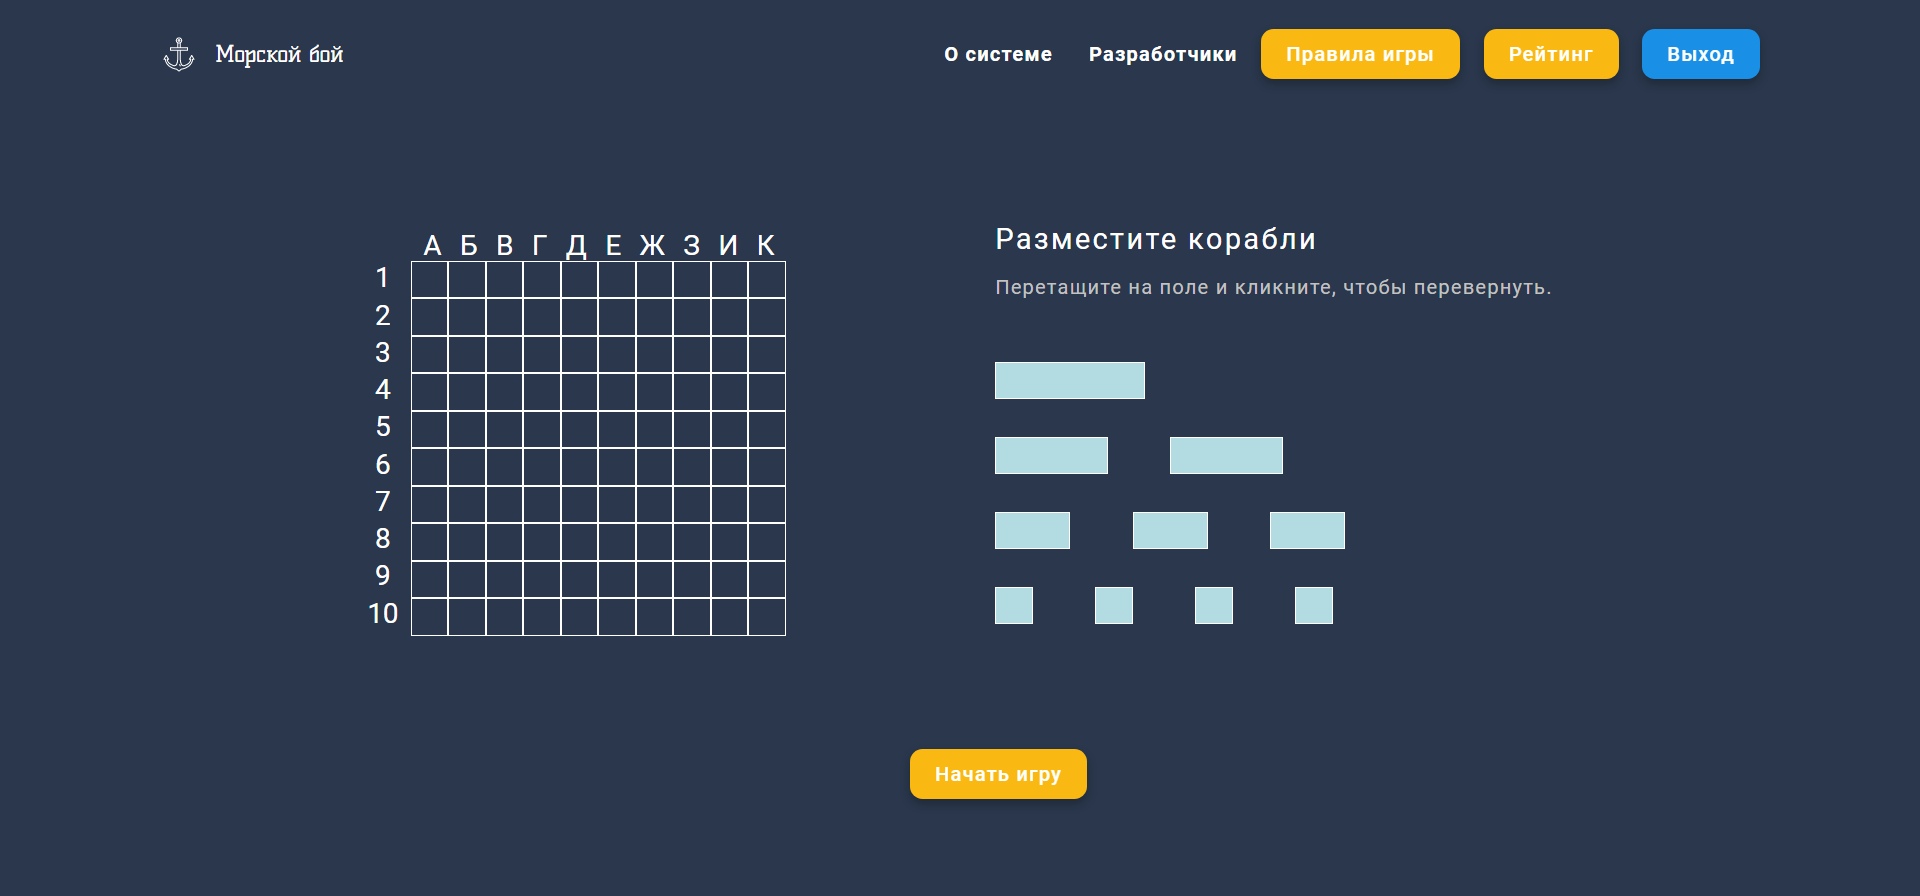 Морской бой
О системе Разработчики Правила игры Рейтинг Выход
А Б В Г Д Е Ж З И К
1
2
3
4
5
6
7
8
9
10
Разместите корабли
Перетащите на поле и кликните, чтобы перевернуть.
Начать игру